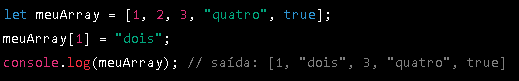 let meuArray = [1, 2, 3, "quatro", true];
meuArray[1] = "dois";
console.log(meuArray); // saída: [1, "dois", 3, "quatro", true]